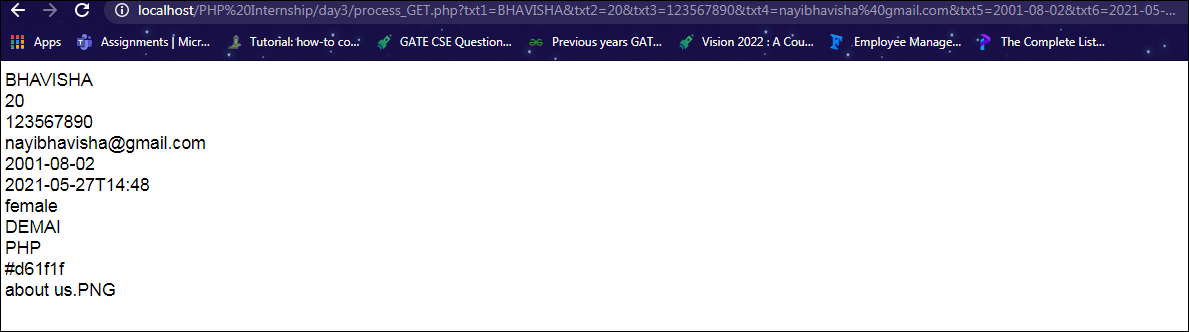 localhost/PHP%20Internship/day3/process_GET.php?txt1=BHAVISHA&txt2=20&txt3=123567890&txt4=nayibhavisha%40gmail.com&txt5=2001-08-02&txt6=2021-05-...
Apps Assignments | Micr... Tutorial: how-to co... GATE CSE Question... Previous years GAT... Vision 2022 : A Cou... Employee Manage... The Complete List...
BHAVISHA
20
123567890
nayibhavisha@gmail.com
2001-08-02
2021-05-27T14:48
female
DEMAI
PHP
#d61f1f
about us.PNG